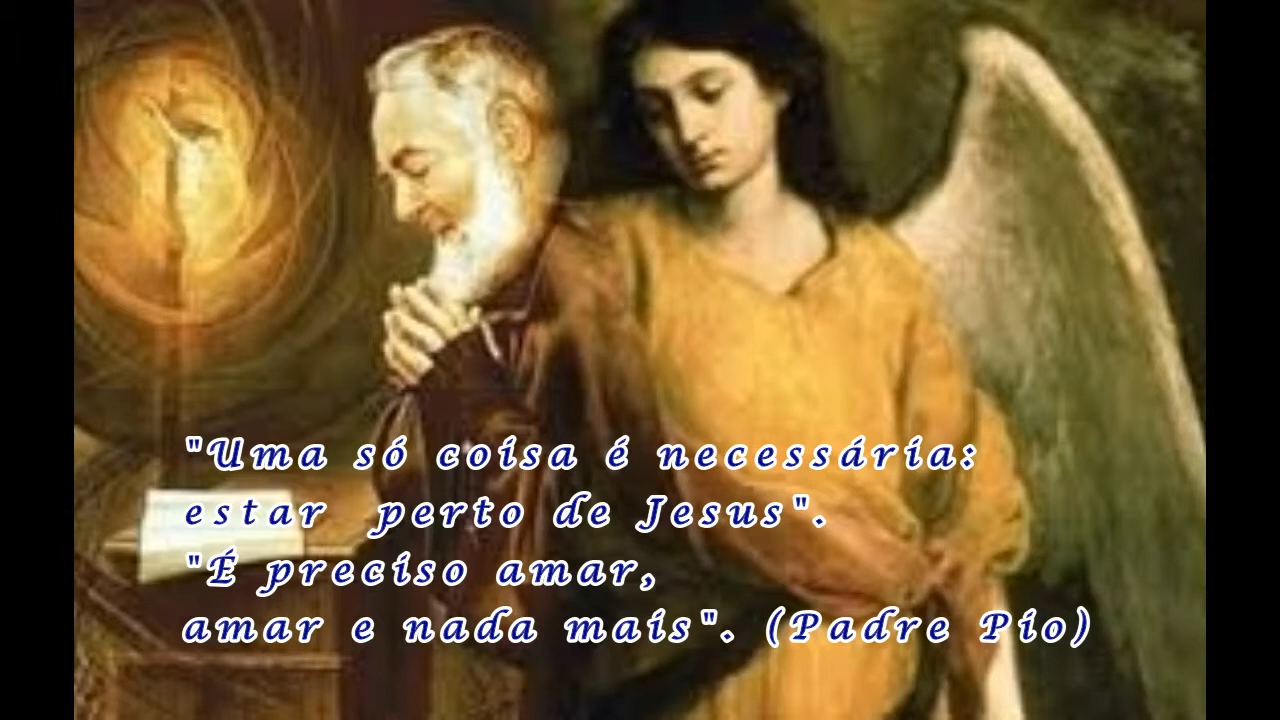 "Uma só coisa é necessária:
estar perto de Jesus".
"É preciso amar,
amar e nada mais". (Padre Pio)